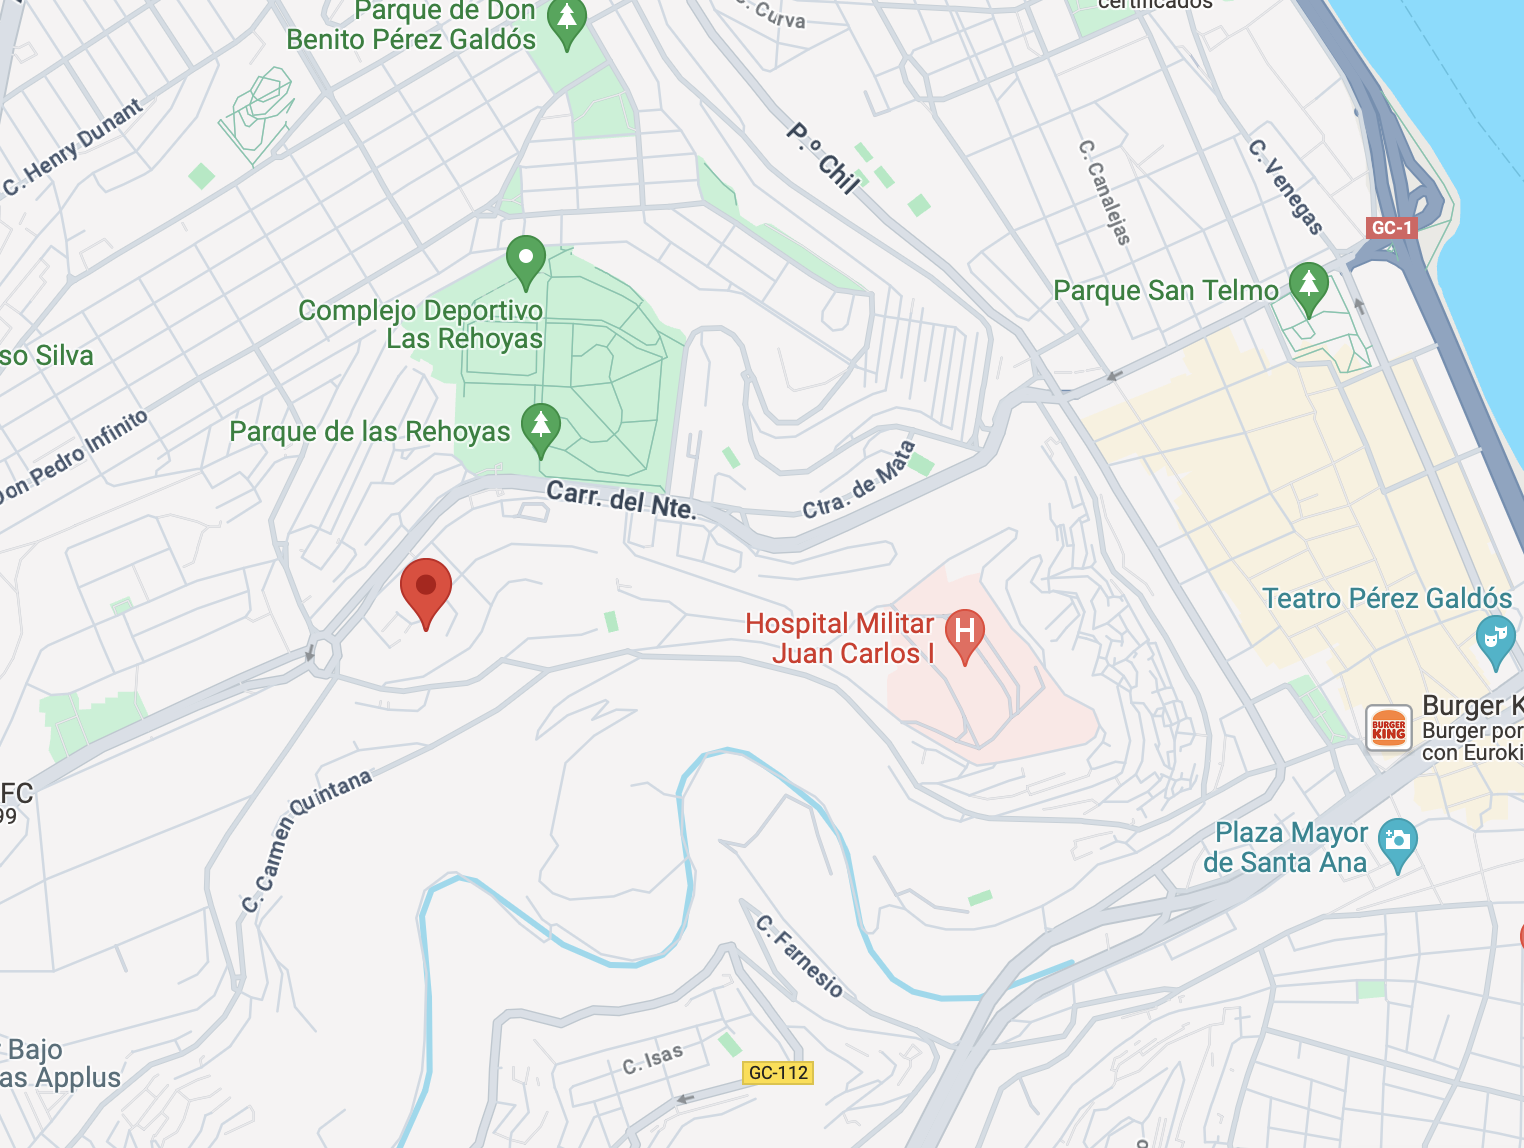 certificados
Parque de Don
Benito Pérez Galdós
C. Curva
C. Henry Dunant
P.º Chil
C. Canalejas
C. Venegas
GC-1
Parque San Telmo
Complejo Deportivo
Las Rehoyas
so Silva
Parque de las Rehoyas
Don Pedro Infinito
Carr. del Nte.
Ctra. de Mata
Teatro Pérez Galdós
Hospital Militar
Juan Carlos I
H
Burger K
Burger por
con Euroki
BURGER
KING
FC
99
C. Carmen Quintana
Plaza Mayor
de Santa Ana
C. Farnesio
Bajo
as Applus
C. Isas
GC-112